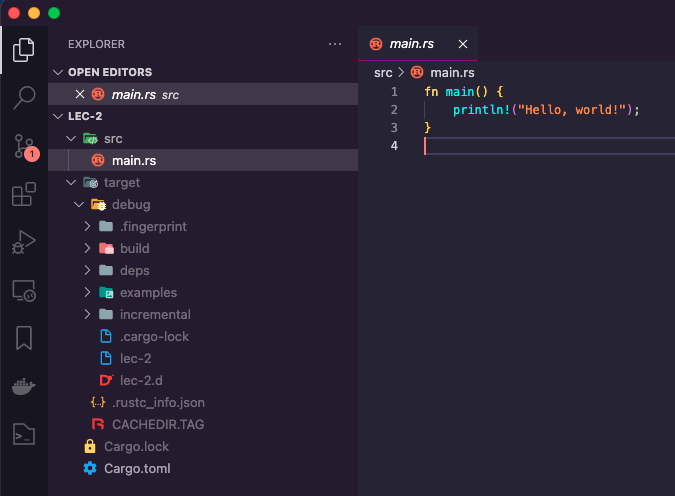 EXPLORER ···
OPEN EDITORS
main.rs src
LEC-2
src
main.rs
target
debug
.fingerprint
build
deps
examples
incremental
.cargo-lock
lec-2
lec-2.d
.rustc_info.json
CACHEDIR.TAG
Cargo.lock
Cargo.toml
1
main.rs
src > main.rs
1 fn main() {
2     println!("Hello, world!");
3 }
4